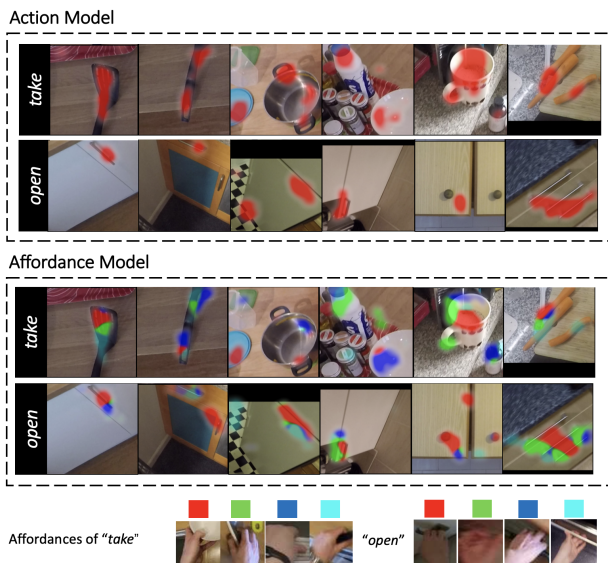 Action Model
take
open
Affordance Model
take
open
Affordances of "take"
"open"